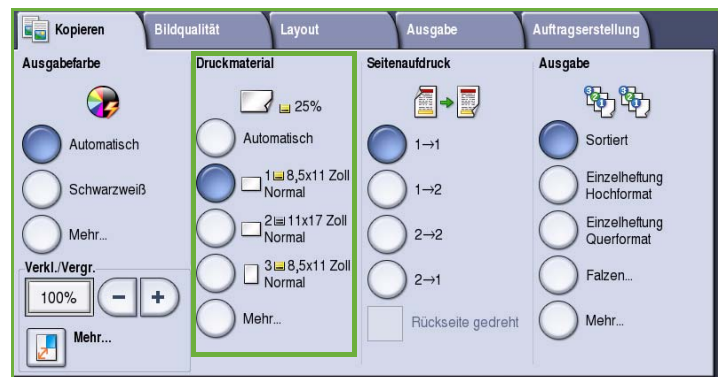 Kopieren
Bildqualität
Layout
Ausgabe
Auftragserstellung
Ausgabefarbe
Automatisch
Schwarzweiß
Mehr...
Verkl./Vergr.
100%
Mehr...
Druckmaterial
25%
Automatisch
1 8,5x11 Zoll
Normal
2 11x17 Zoll
Normal
3 8,5x11 Zoll
Normal
Mehr...
Seitenaufdruck
1→1
1→2
2→2
2→1
Rückseite gedreht
Ausgabe
Sortiert
Einzelheftung
Hochformat
Einzelheftung
Querformat
Falzen...
Mehr...